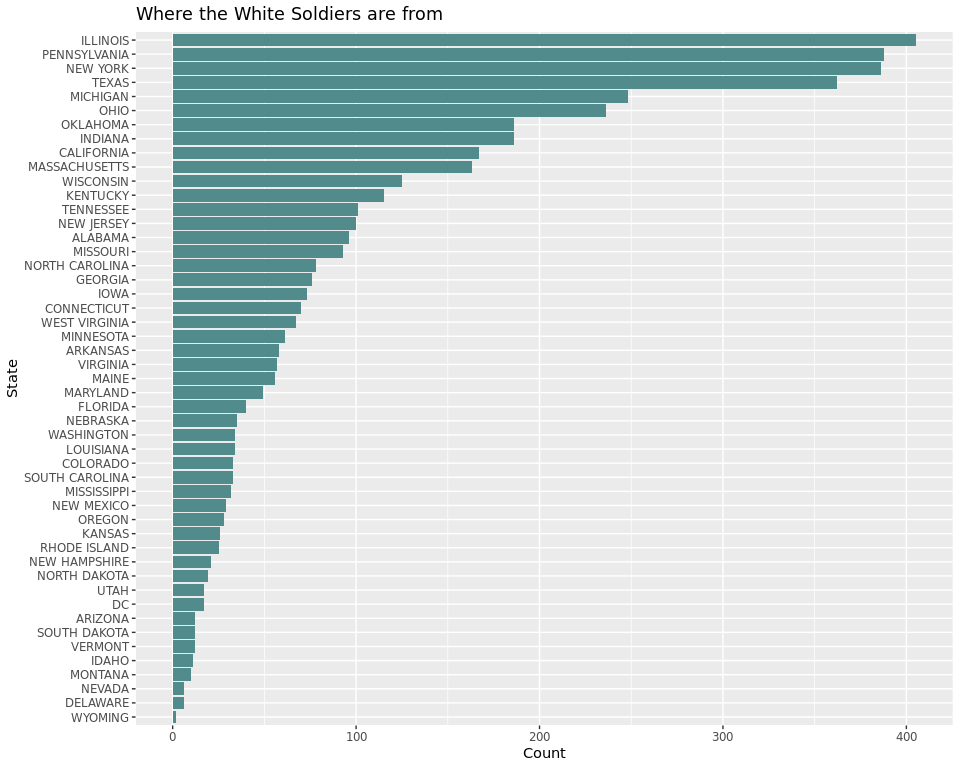 Where the White Soldiers are from
ILLINOIS
PENNSYLVANIA
NEW YORK
TEXAS
MICHIGAN
OHIO
OKLAHOMA
INDIANA
CALIFORNIA
MASSACHUSETTS
WISCONSIN
KENTUCKY
TENNESSEE
NEW JERSEY
ALABAMA
MISSOURI
NORTH CAROLINA
GEORGIA
IOWA
CONNECTICUT
WEST VIRGINIA
MINNESOTA
ARKANSAS
VIRGINIA
MAINE
MARYLAND
FLORIDA
NEBRASKA
WASHINGTON
LOUISIANA
COLORADO
SOUTH CAROLINA
MISSISSIPPI
NEW MEXICO
OREGON
KANSAS
RHODE ISLAND
NEW HAMPSHIRE
NORTH DAKOTA
UTAH
DC
ARIZONA
SOUTH DAKOTA
VERMONT
IDAHO
MONTANA
NEVADA
DELAWARE
WYOMING
State
0 100 200 300 400
Count